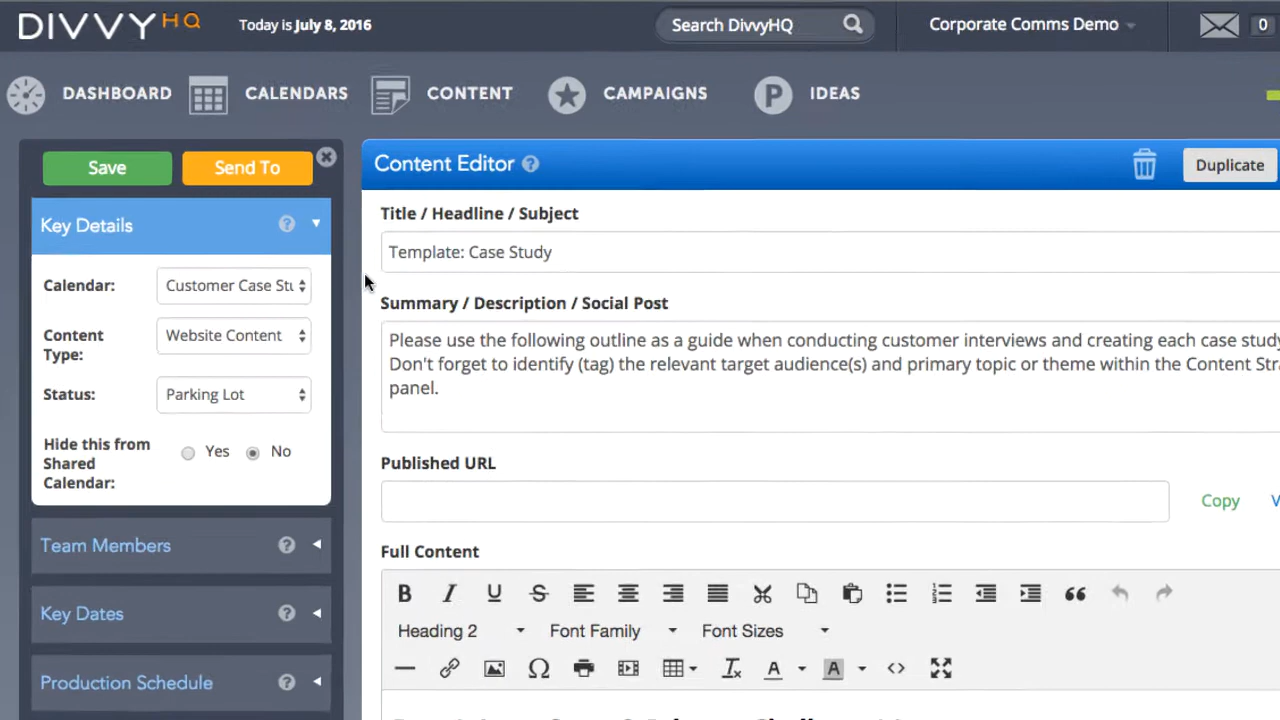 DIVVYHQ
Today is July 8, 2016
Search DivvyHQ
Corporate Comms Demo
0
DASHBOARD
CALENDARS
CONTENT
CAMPAIGNS
P
IDEAS
Save
Send To
Key Details
?
Calendar:
Customer Case Stu
Content
Type:
Website Content
Status:
Parking Lot
Hide this from
Shared
Calendar:
Yes
No
Team Members
?
Key Dates
?
Production Schedule
?
Content Editor
?
Duplicate
Title / Headline / Subject
Template: Case Study
Summary / Description / Social Post
Please use the following outline as a guide when conducting customer interviews and creating each case study
Don't forget to identify (tag) the relevant target audience(s) and primary topic or theme within the Content Stra
panel.
Published URL
Copy
Full Content
B I U S
Heading 2
Font Family
Font Sizes
Ω
A
A